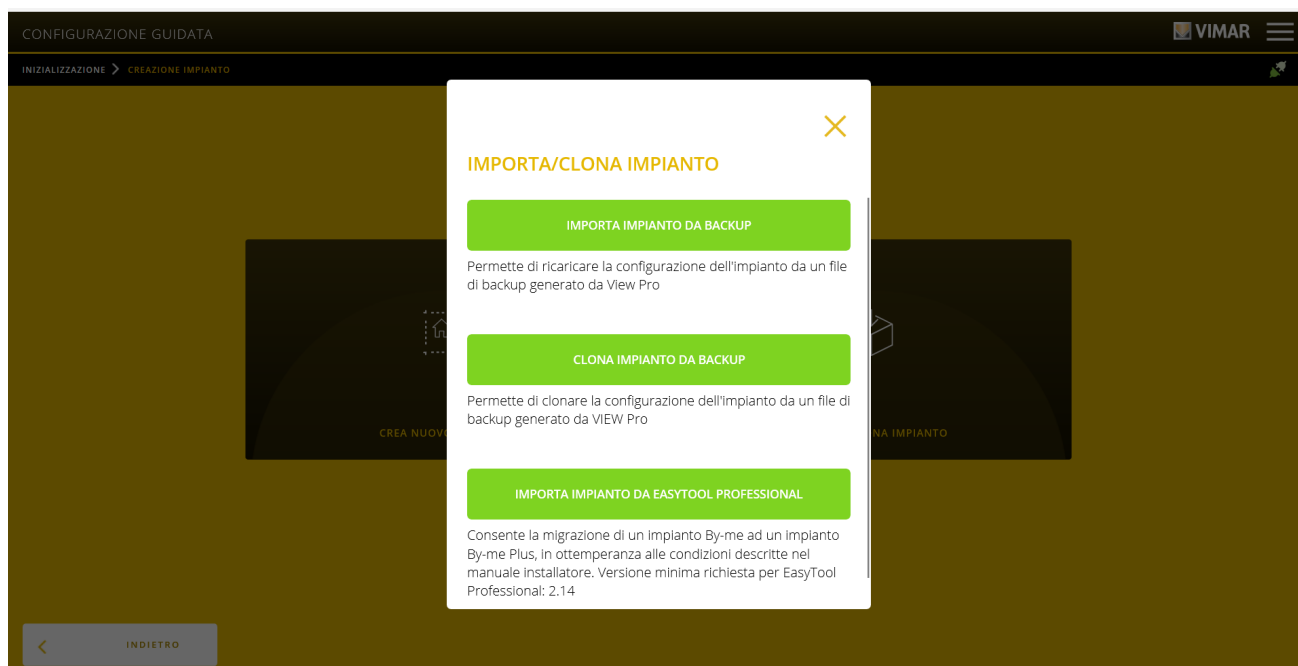 CONFIGURAZIONE GUIDATA
VIMAR
INIZIALIZZAZIONE > CREAZIONE IMPIANTO
IMPORTA/CLONA IMPIANTO
IMPORTA IMPIANTO DA BACKUP
Permette di ricaricare la configurazione dell'impianto da un file
di backup generato da View Pro
CLONA IMPIANTO DA BACKUP
Permette di clonare la configurazione dell'impianto da un file di
backup generato da VIEW Pro
CREA NUOV
NA IMPIANTO
IMPORTA IMPIANTO DA EASYTOOL PROFESSIONAL
Consente la migrazione di un impianto By-me ad un impianto
By-me Plus, in ottemperanza alle condizioni descritte nel
manuale installatore. Versione minima richiesta per EasyTool
Professional: 2.14
INDIETRO